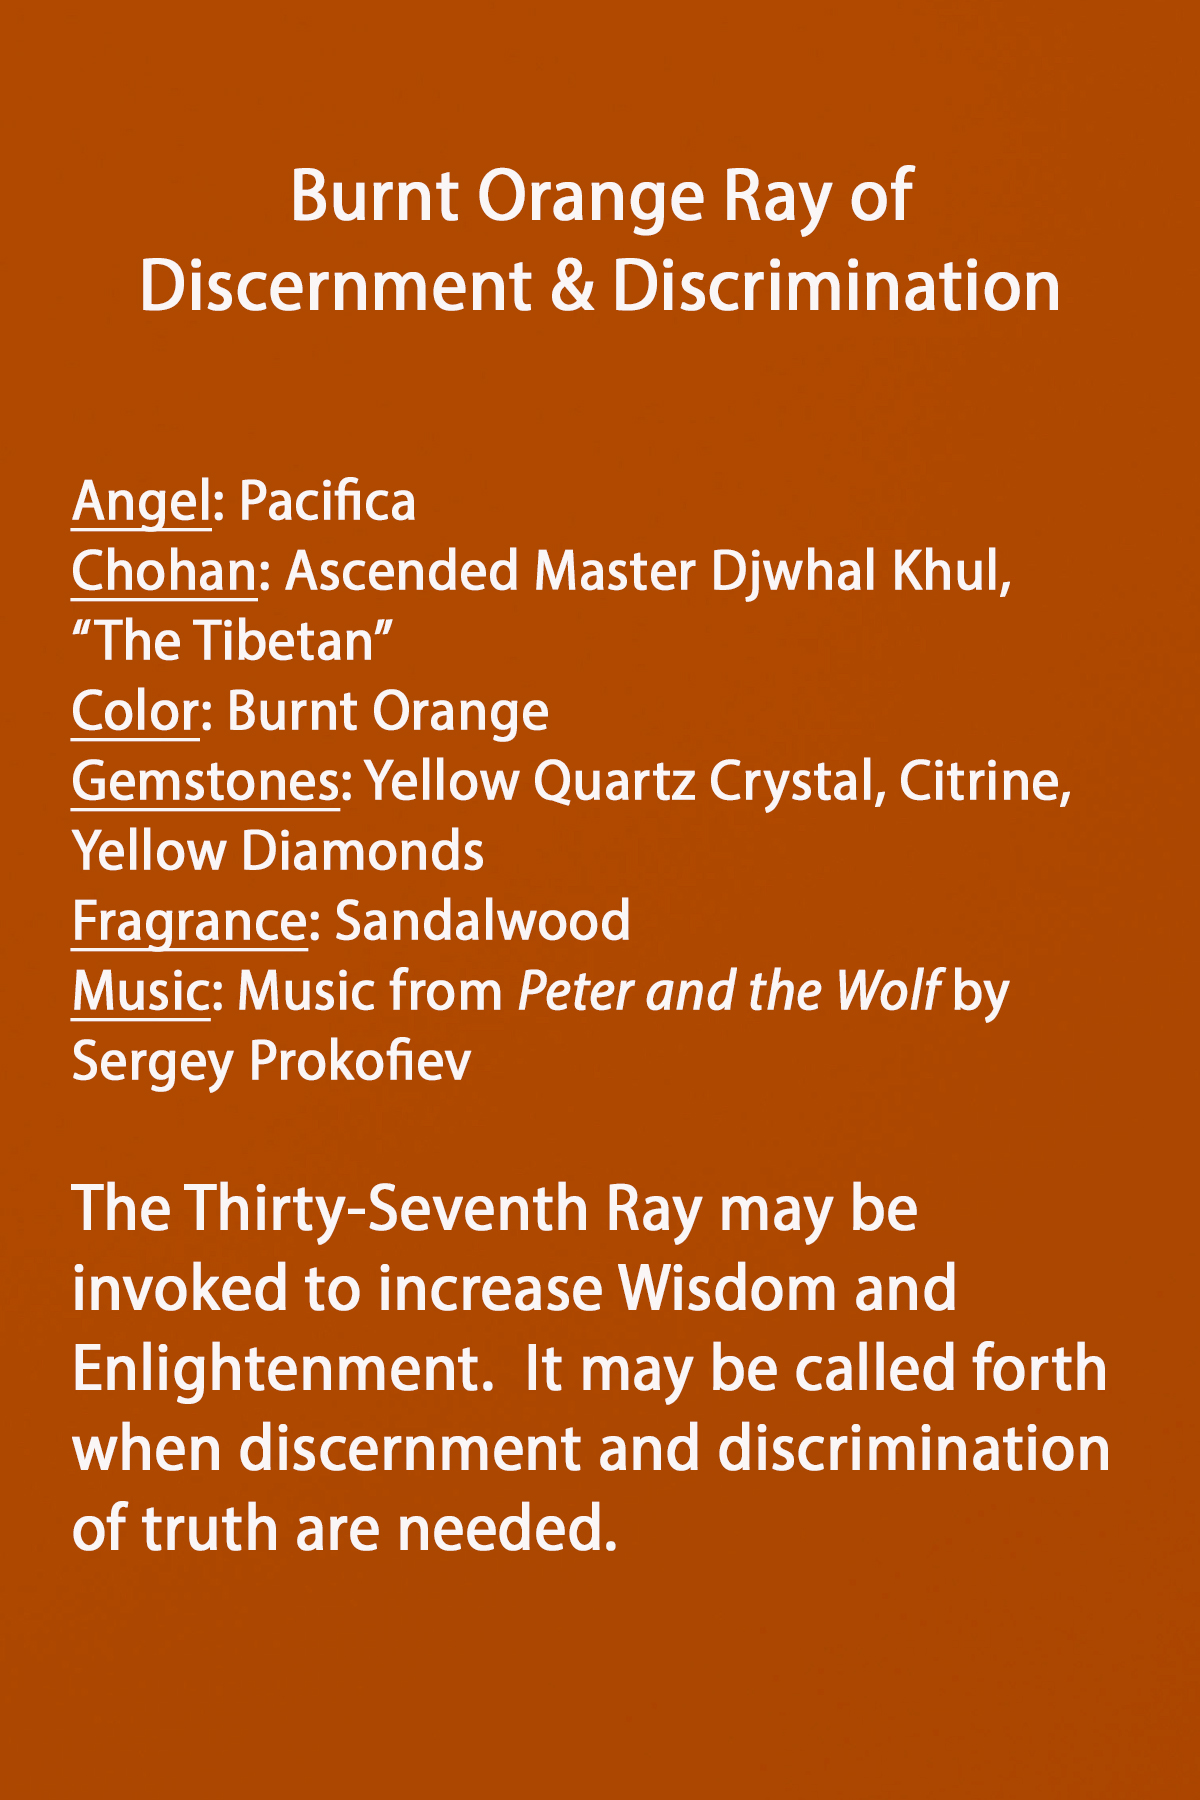 Burnt Orange Ray of
Discernment & Discrimination
Angel: Pacifica
Chohan: Ascended Master Djwhal Khul,
“The Tibetan”
Color: Burnt Orange
Gemstones: Yellow Quartz Crystal, Citrine,
Yellow Diamonds
Fragrance: Sandalwood
Music: Music from Peter and the Wolf by
Sergey Prokofiev
The Thirty-Seventh Ray may be
invoked to increase Wisdom and
Enlightenment.  It may be called forth
when discernment and discrimination
of truth are needed.